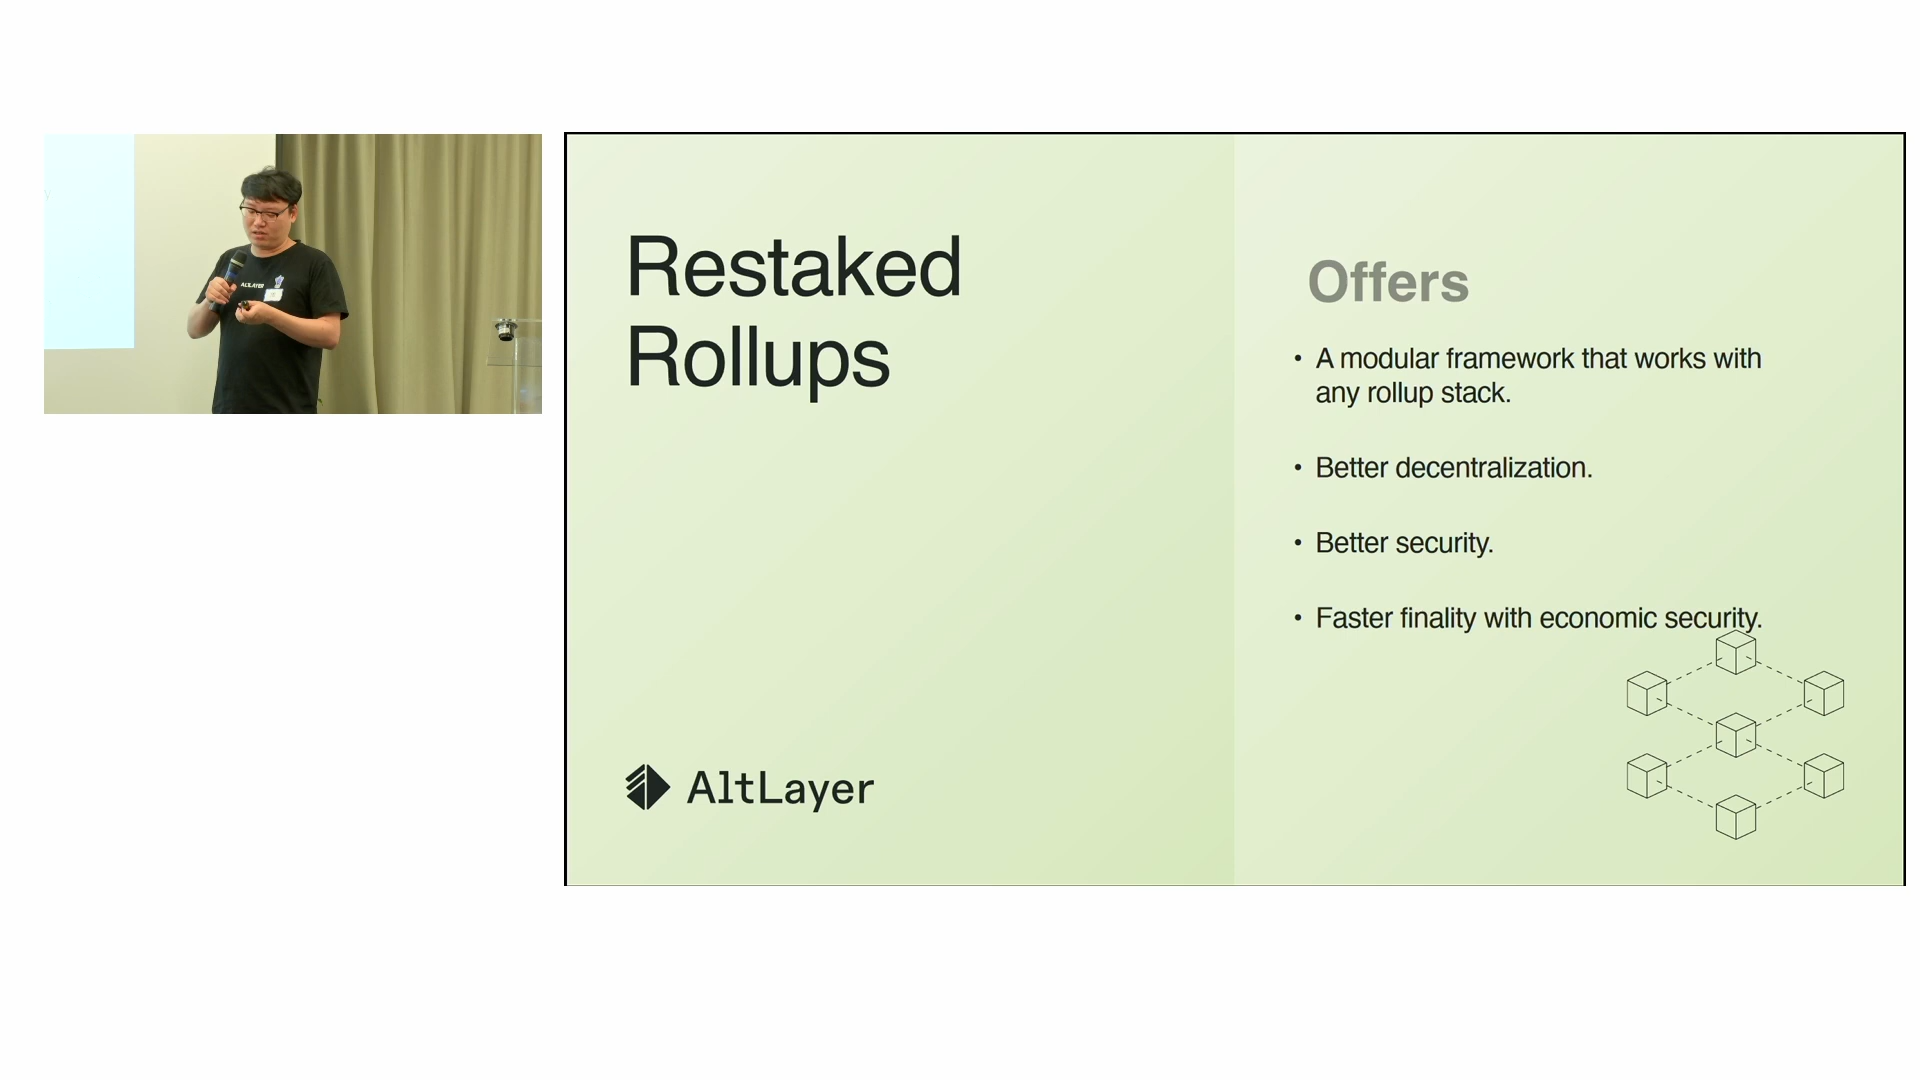 ALTLAYER
Restaked
Rollups
AltLayer
Offers
• A modular framework that works with
any rollup stack.
• Better decentralization.
• Better security.
• Faster finality with economic security.